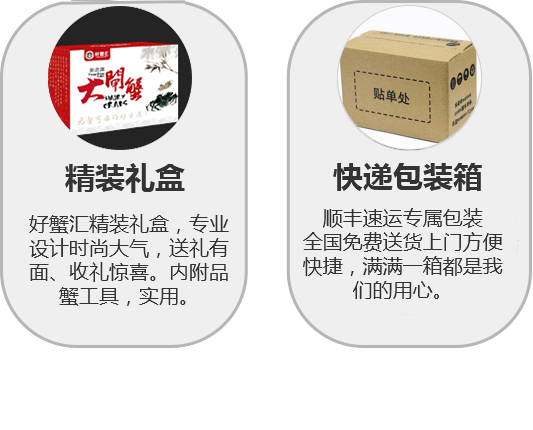 大闸蟹
HAIRY
CRABS
精装礼盒
好蟹汇精装礼盒，专业
设计时尚大气，送礼有
面、收礼惊喜。内附品
蟹工具，实用。
贴单处
快递包装箱
顺丰速运专属包装
全国免费送货上门方便
快捷，满满一箱都是我
们的用心。